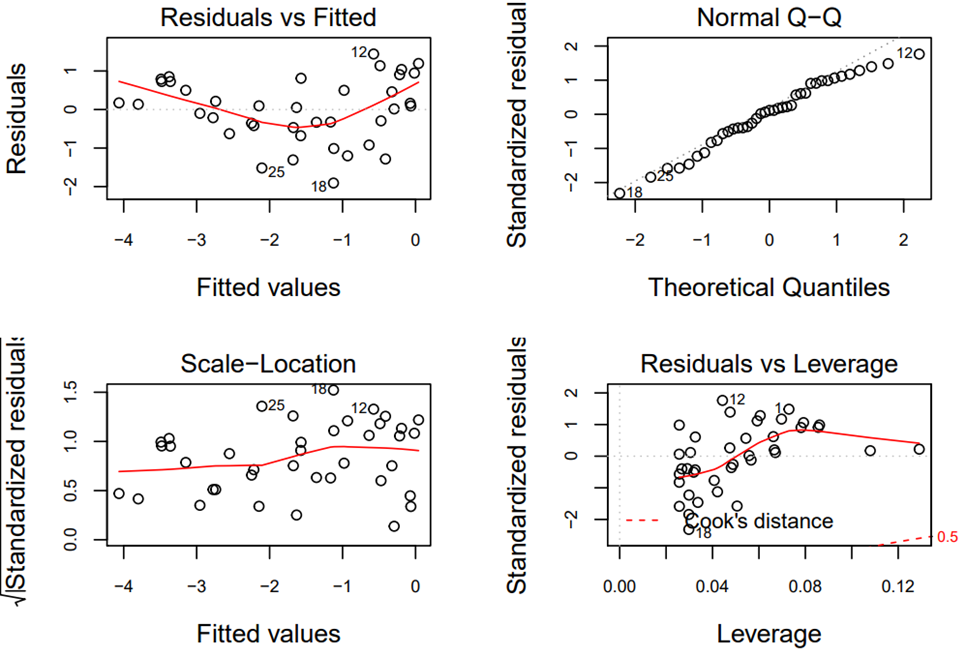 Residuals vs Fitted
Residuals
1
0
−1
−2
12
25
18
−4 −3 −2 −1 0
Fitted values
Normal Q−Q
Standardized residuals
2
1
0
−1
−2
12
25
18
−2 −1 0 1 2
Theoretical Quantiles
Scale−Location
√|Standardized residuals
1.5
1.0
0.5
0.0
18
25
12
−4 −3 −2 −1 0
Fitted values
Residuals vs Leverage
Standardized residuals
2
0
−2
12
1
Cook's distance
18
0.5
0.00 0.04 0.08 0.12
Leverage